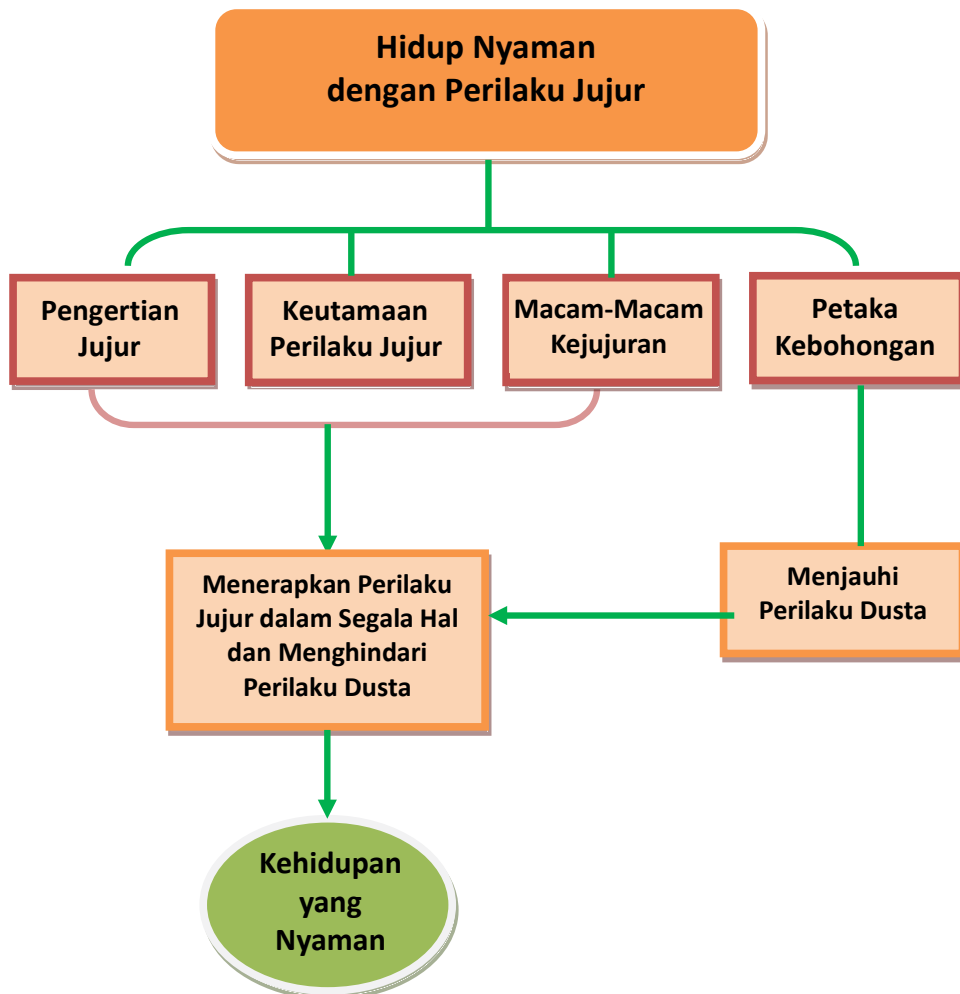 Hidup Nyaman
dengan Perilaku Jujur
Pengertian
Jujur
Keutamaan
Perilaku Jujur
Macam-Macam
Kejujuran
Petaka
Kebohongan
Menerapkan Perilaku
Jujur dalam Segala Hal
dan Menghindari
Perilaku Dusta
Menjauhi
Perilaku Dusta
Kehidupan
yang
Nyaman